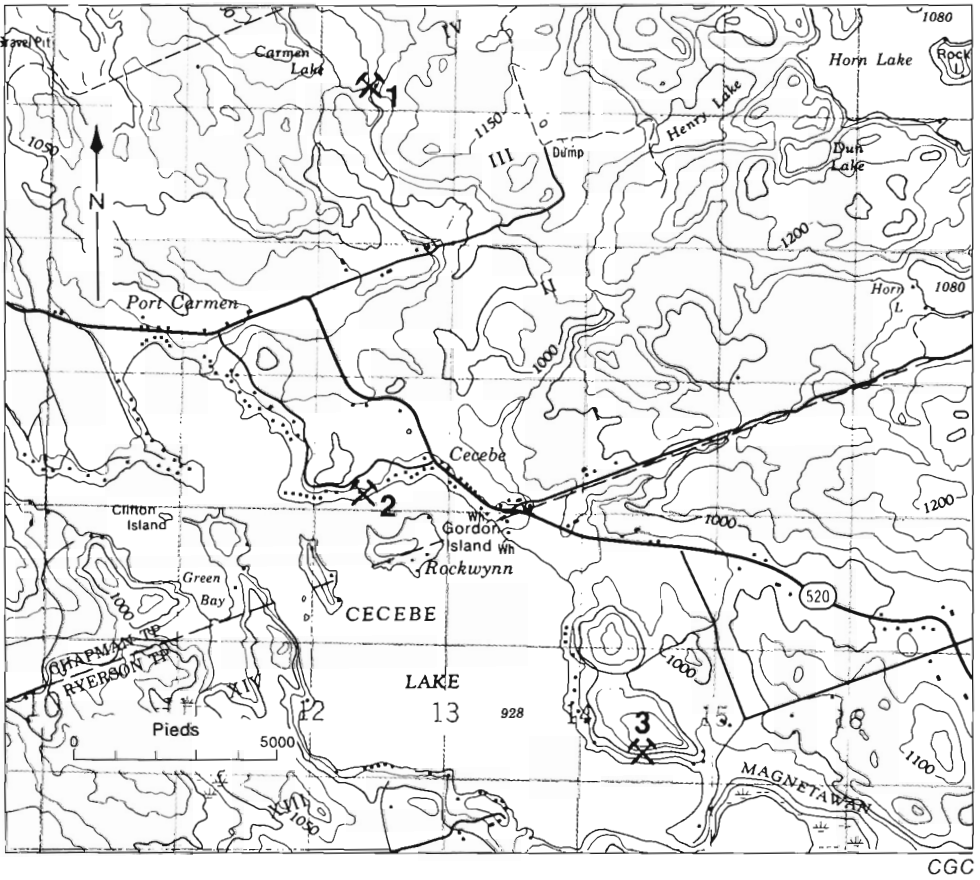 1080
IV
Carmen
Lake
Horn Lake
Rock
I.
1
Henry Lake
1150
1050
III
Dump
Dun
Lake
N
1200
Port Carmen
II
Horn
L
1080
1000
I
Cecebe
2
1200
Clifton
Island
Wh
Gordon
Island
Wh
1000
Rockwynn
Green
Bay
1000
CECEBE
520
CHAPMAN TP
RYERSON TP
1000
XIV
LAKE
12
13
928
14
3
15
16
Pieds
0
5000
1100
MAGNETAWAN
XIII
1050
CGC